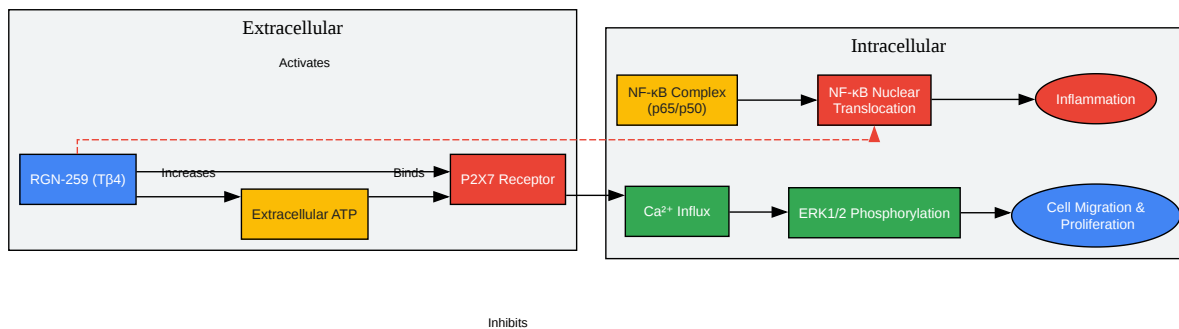 Extracellular
Activates
RGN-259 (Tβ4)
Increases
Extracellular ATP
Binds
P2X7 Receptor
Intracellular
NF-κB Complex
(p65/p50)
NF-κB Nuclear
Translocation
Inflammation
Ca²⁺ Influx
ERK1/2 Phosphorylation
Cell Migration &
Proliferation
Inhibits